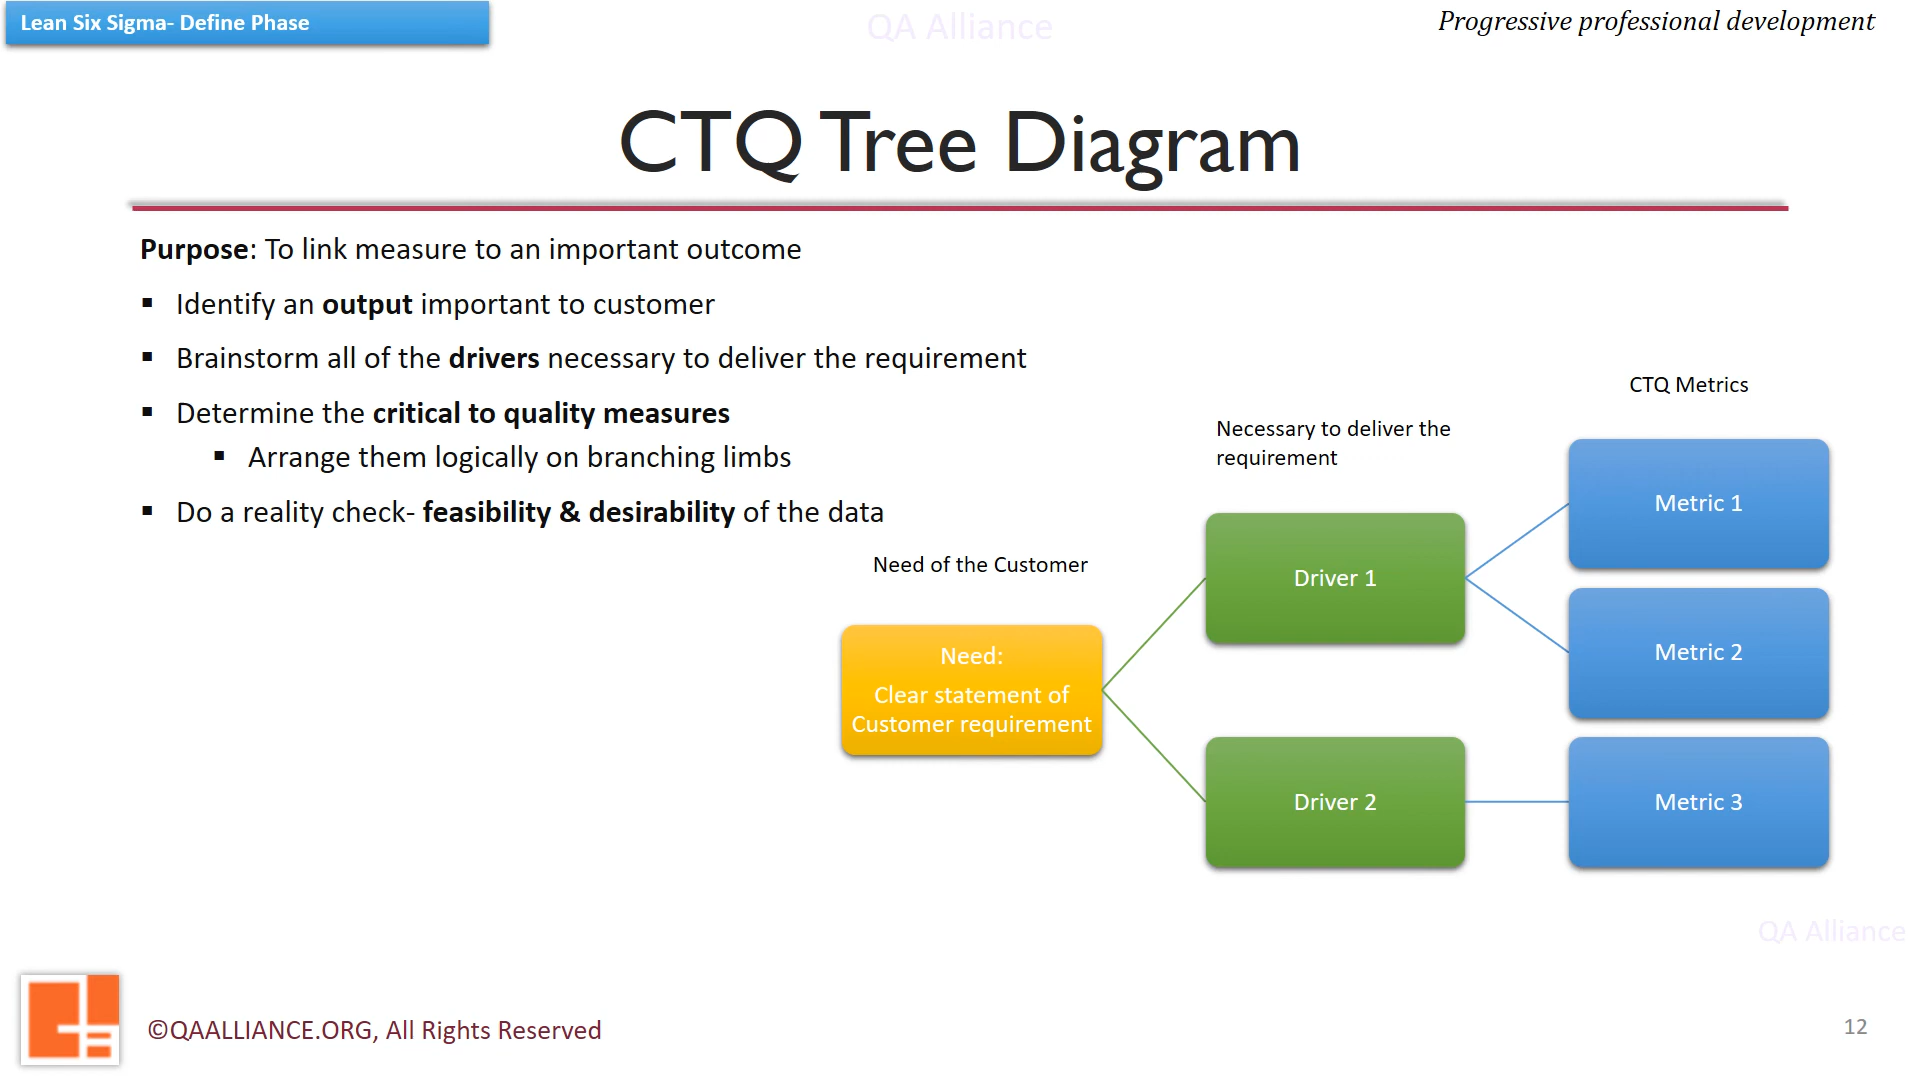 Lean Six Sigma- Define Phase
QA Alliance
Progressive professional development
CTQ Tree Diagram
Purpose: To link measure to an important outcome
▪ Identify an output important to customer
▪ Brainstorm all of the drivers necessary to deliver the requirement
▪ Determine the critical to quality measures
▪ Arrange them logically on branching limbs
▪ Do a reality check- feasibility & desirability of the data
Need of the Customer
Need:
Clear statement of
Customer requirement
Necessary to deliver the
requirement
Driver 1
Driver 2
CTQ Metrics
Metric 1
Metric 2
Metric 3
QA Alliance
©QAALLIANCE.ORG, All Rights Reserved
12